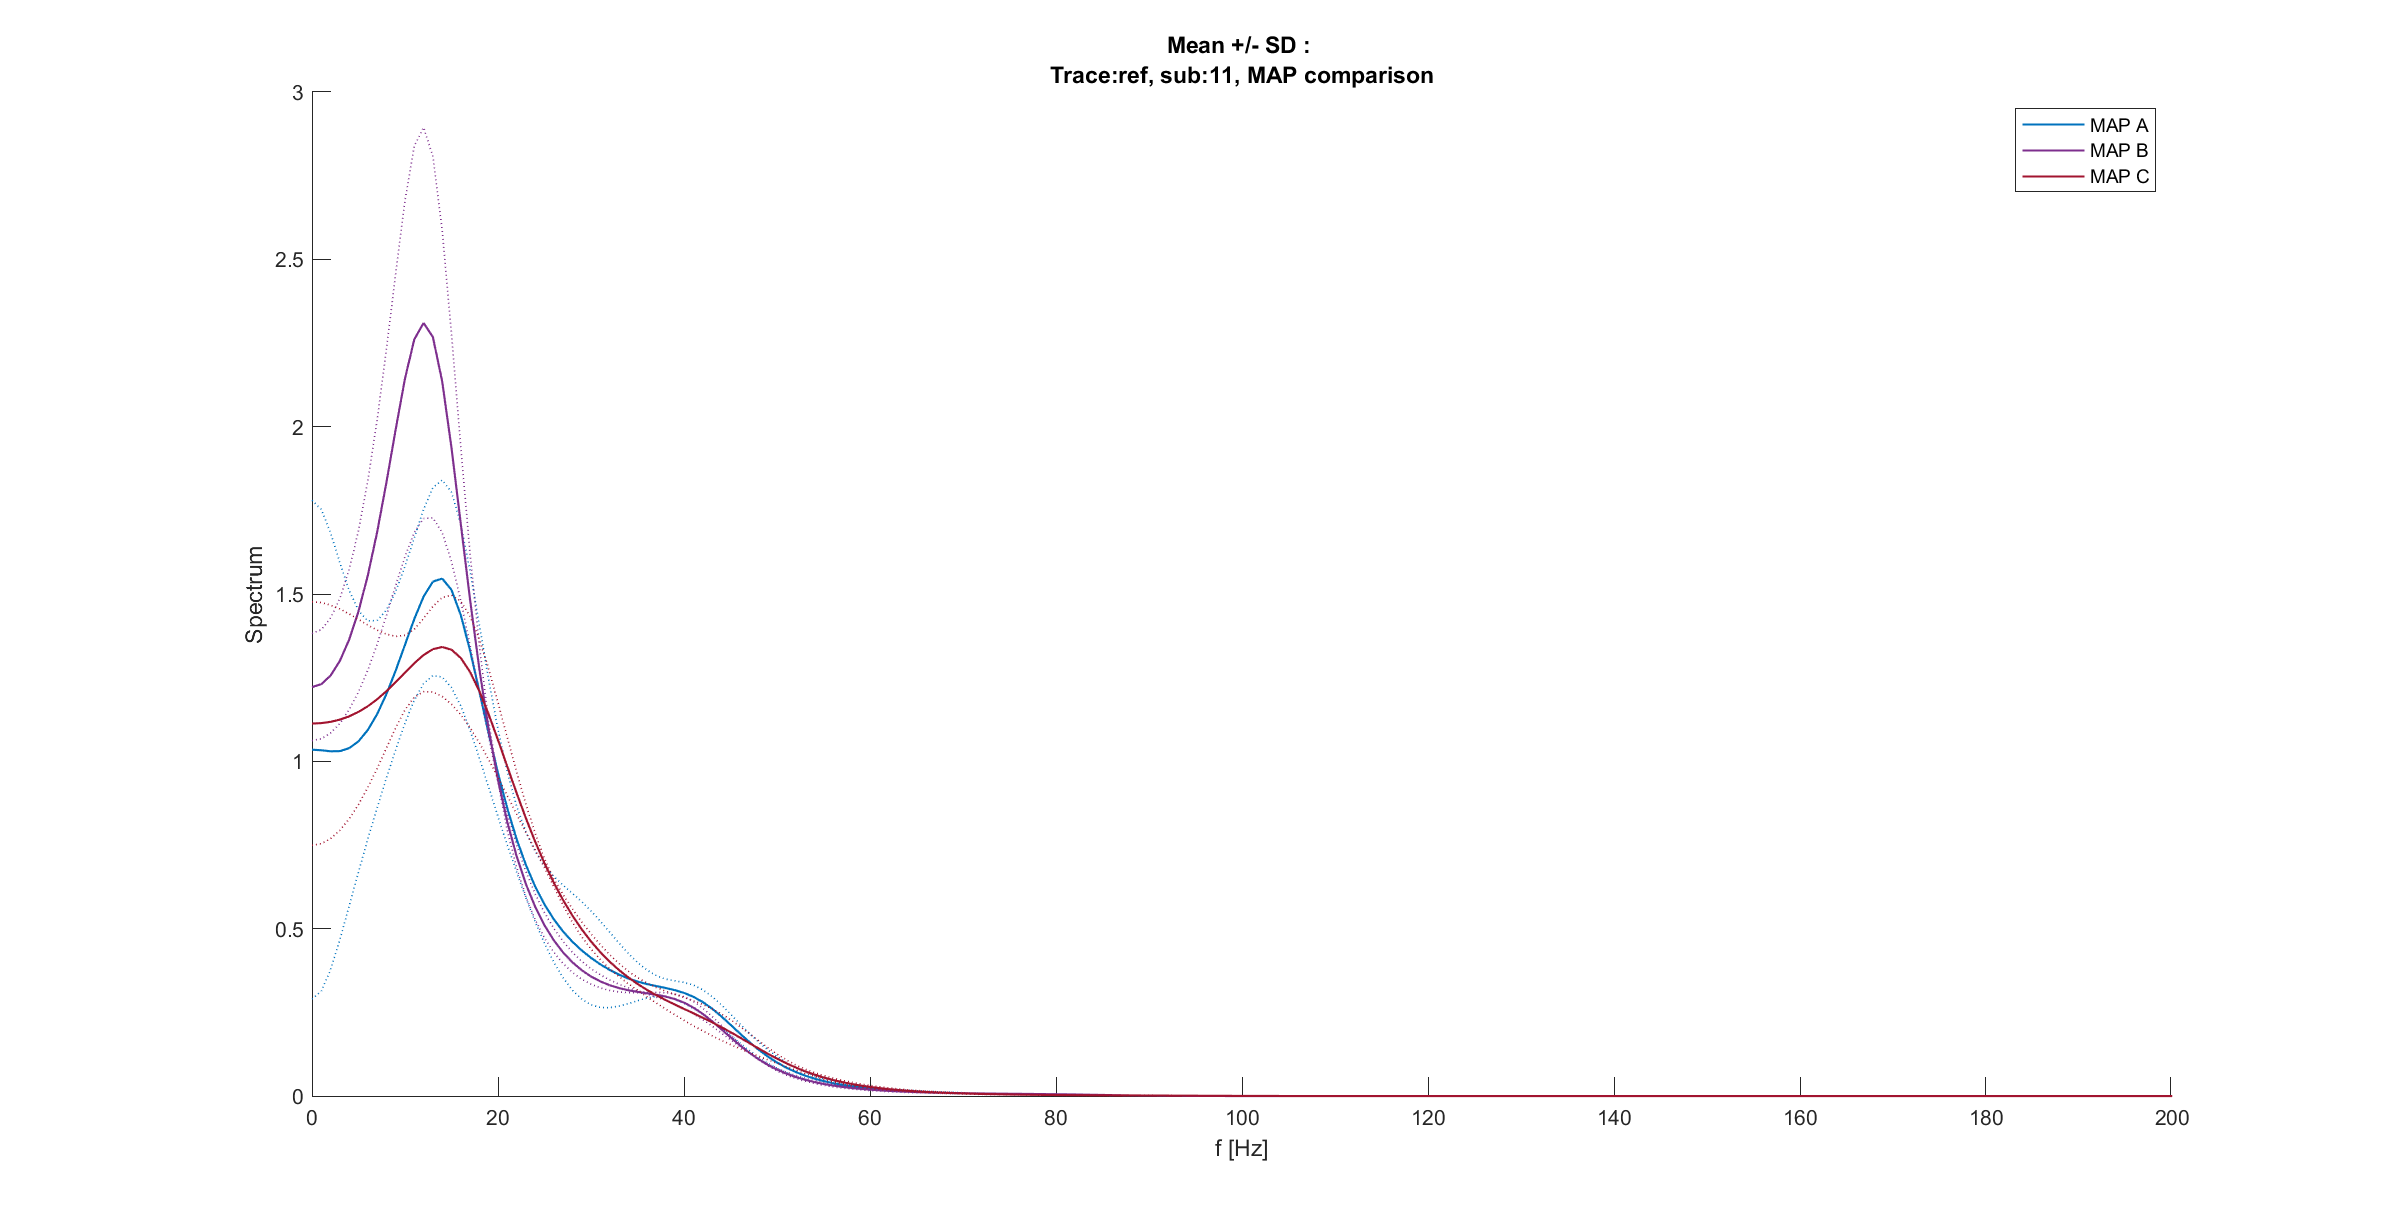 Mean +/- SD :
Trace:ref, sub:11, MAP comparison
MAP A
MAP B
MAP C
Spectrum
3
2.5
2
1.5
1
0.5
0
0 20 40 60 80 100 120 140 160 180 200
f [Hz]